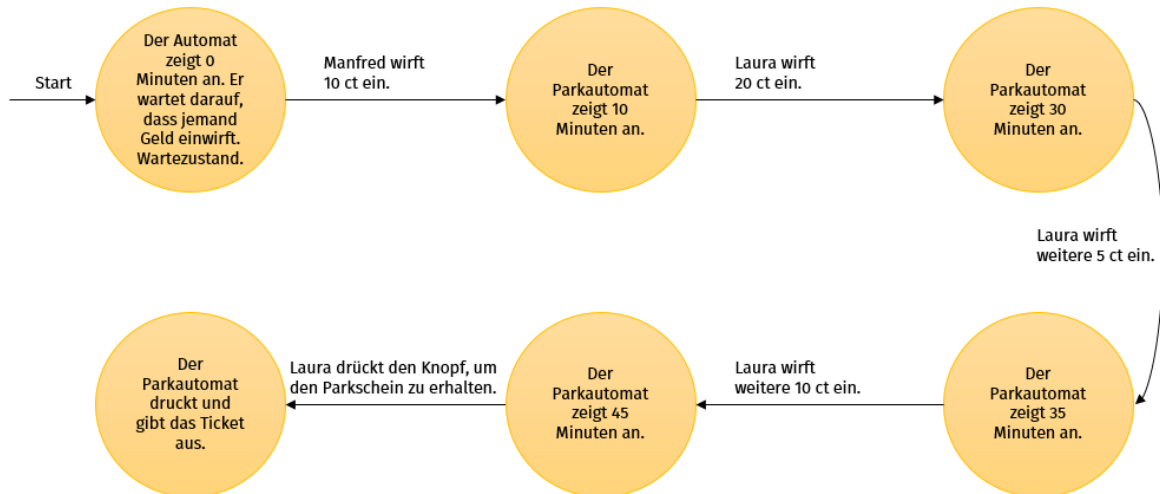 Start
Der Automat
zeigt 0
Minuten an. Er
wartet darauf,
dass jemand
Geld einwirft.
Wartezustand.
Manfred wirft
10 ct ein.
Der
Parkautomat
zeigt 10
Minuten an.
Laura wirft
20 ct ein.
Der
Parkautomat
zeigt 30
Minuten an.
Laura wirft
weitere 5 ct ein.
Der
Parkautomat
zeigt 35
Minuten an.
Laura wirft
weitere 10 ct ein.
Der
Parkautomat
zeigt 45
Minuten an.
Laura drückt den Knopf, um
den Parkschein zu erhalten.
Der
Parkautomat
druckt und
gibt das Ticket
aus.